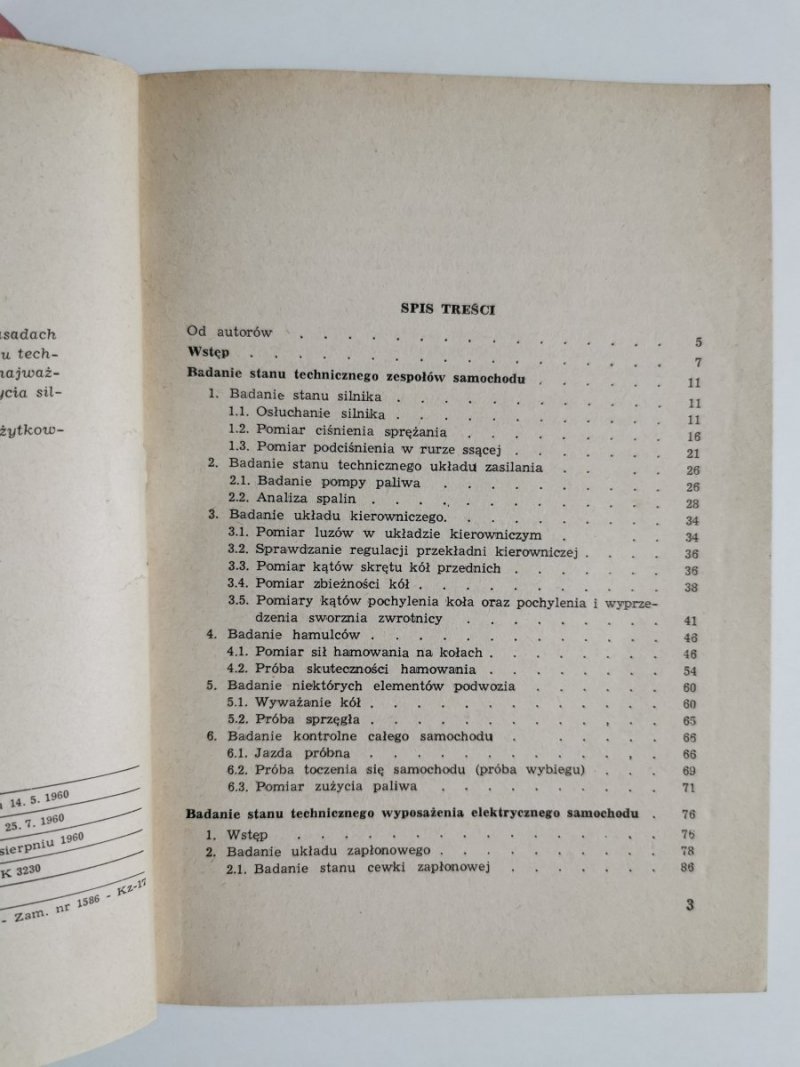 sadach
u tech-
najważ-
ycia sil-
żytkow-
14. 5. 1960
25. 7. 1960
sierpniu 1960
K 3230
- Zam. nr 1586 - Kz-17
SPIS TREŚCI
Od autorów . . . . . . . . . . . . . . . . 5
Wstęp . . . . . . . . . . . . . . . . . . 7
Badanie stanu technicznego zespołów samochodu . . . . . 11
1. Badanie stanu silnika . . . . . . . . . . . 11
1.1. Osłuchanie silnika . . . . . . . . . . . 11
1.2. Pomiar ciśnienia sprężania . . . . . . . . . 16
1.3. Pomiar podciśnienia w rurze ssącej . . . . . . . 21
2. Badanie stanu technicznego układu zasilania . . . . 26
2.1. Badanie pompy paliwa . . . . . . . . . . 26
2.2. Analiza spalin . . . . . . . . . . . . 28
3. Badanie układu kierowniczego. . . . . . . . . . 34
3.1. Pomiar luzów w układzie kierowniczym . . . 34
3.2. Sprawdzanie regulacji przekładni kierowniczej . . . . 36
3.3. Pomiar kątów skrętu kół przednich . . . . . . . 36
3.4. Pomiar zbieżności kół . . . . . . . . . . . 38
3.5. Pomiary kątów pochylenia koła oraz pochylenia i wyprze-
dzenia sworznia zwrotnicy . . . . . . . . . 41
4. Badanie hamulców . . . . . . . . . . . . . 46
4.1. Pomiar sił hamowania na kołach . . . . . . . . 46
4.2. Próba skuteczności hamowania . . . . . . . . 54
5. Badanie niektórych elementów podwozia . . . . . . 60
5.1. Wyważanie kół . . . . . . . . . . . . . 60
5.2. Próba sprzęgła . . . . . . . . . . . . . 65
6. Badanie kontrolne całego samochodu . . . . . . 66
6.1. Jazda próbna . . . . . . . . . . . . . 66
6.2. Próba toczenia się samochodu (próba wybiegu) . . . 69
6.3. Pomiar zużycia paliwa . . . . . . . . . . 71
Badanie stanu technicznego wyposażenia elektrycznego samochodu . 76
1. Wstęp . . . . . . . . . . . . . . . . 76
2. Badanie układu zapłonowego . . . . . . . . . . 78
2.1. Badanie stanu cewki zapłonowej . . . . . . . 86
3